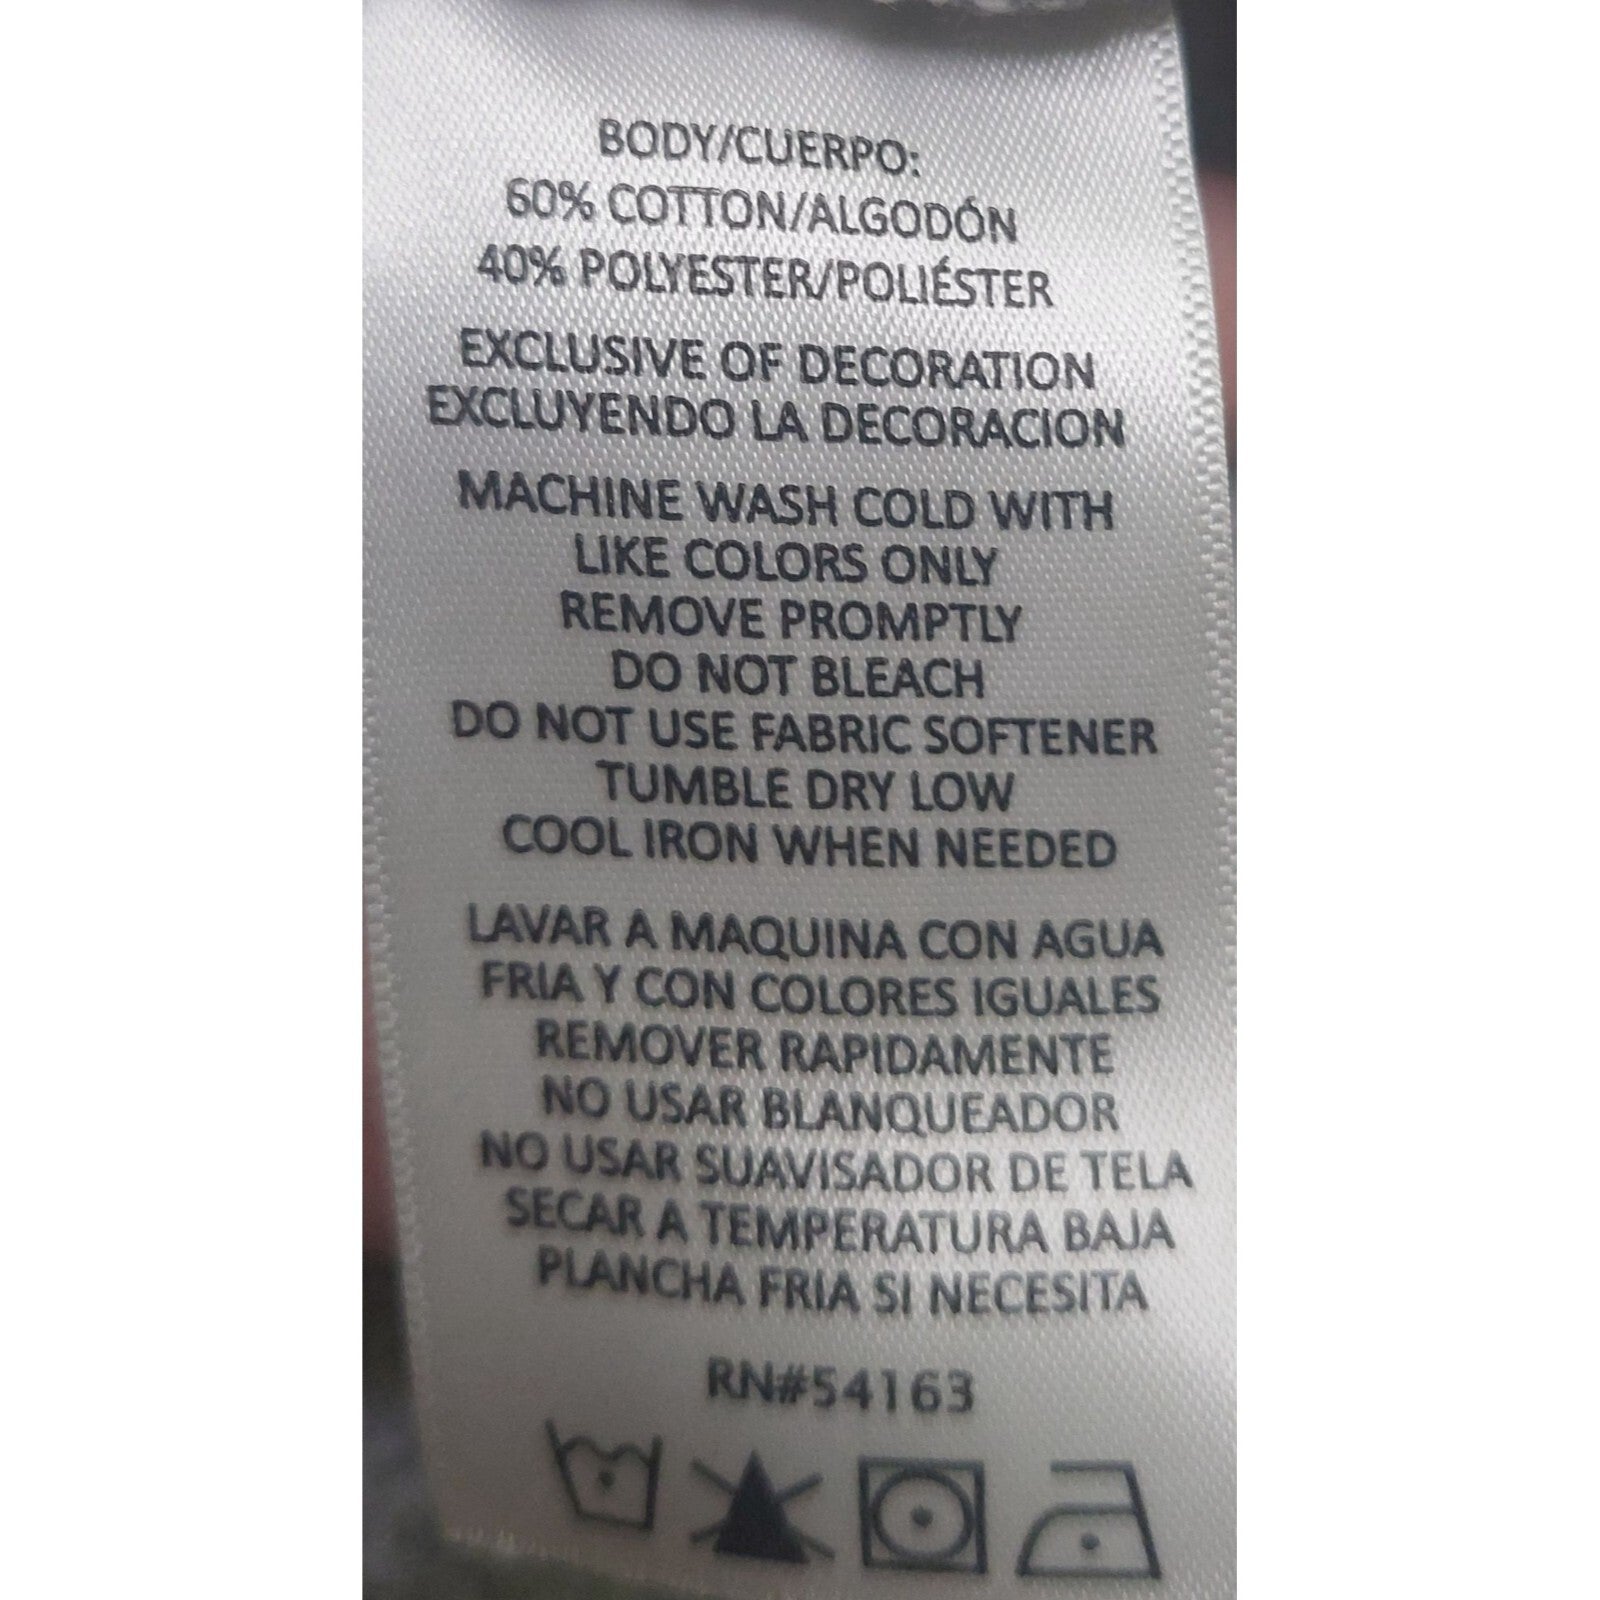 BODY/CUERPO:
60% COTTON/ALGODÓN
40% POLYESTER/POLIÉSTER
EXCLUSIVE OF DECORATION
EXCLUYENDO LA DECORACION
MACHINE WASH COLD WITH
LIKE COLORS ONLY
REMOVE PROMPTLY
DO NOT BLEACH
DO NOT USE FABRIC SOFTENER
TUMBLE DRY LOW
COOL IRON WHEN NEEDED
LAVAR A MAQUINA CON AGUA
FRIA Y CON COLORES IGUALES
REMOVER RAPIDAMENTE
NO USAR BLANQUEADOR
NO USAR SUAVISADOR DE TELA
SECAR A TEMPERATURA BAJA
PLANCHA FRIA SI NECESITA
RN#54163